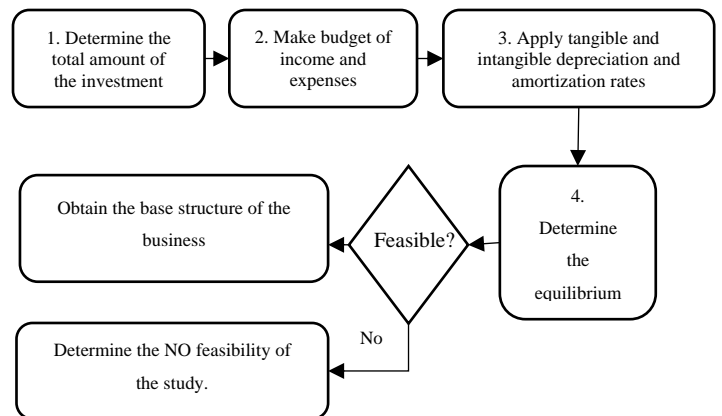 1. Determine the
total amount of
the investment
2. Make budget of
income and
expenses
3. Apply tangible and
intangible depreciation and
amortization rates
4.
Determine
the
equilibrium
Feasible?
Obtain the base structure of the
business
No
Determine the NO feasibility of
the study.